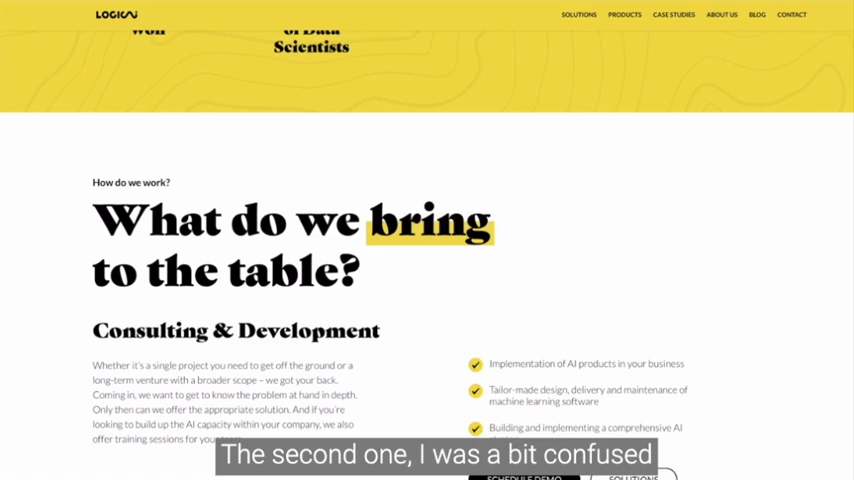 LOGICAI
SOLUTIONS PRODUCTS CASE STUDIES ABOUT US BLOG CONTACT
won
of Data
Scientists
How do we work?
What do we bring
to the table?
Consulting & Development
Whether it's a single project you need to get off the ground or a
long-term venture with a broader scope – we got your back.
Coming in, we want to get to know the problem at hand in depth.
Only then can we offer the appropriate solution. And if you're
looking to build up the AI capacity within your company, we also
offer training sessions for your
Implementation of AI products in your business
Tailor-made design, delivery and maintenance of
machine learning software
Building and implementing a comprehensive AI
SCHEDULE DEMO SOLUTIONS
The second one, I was a bit confused